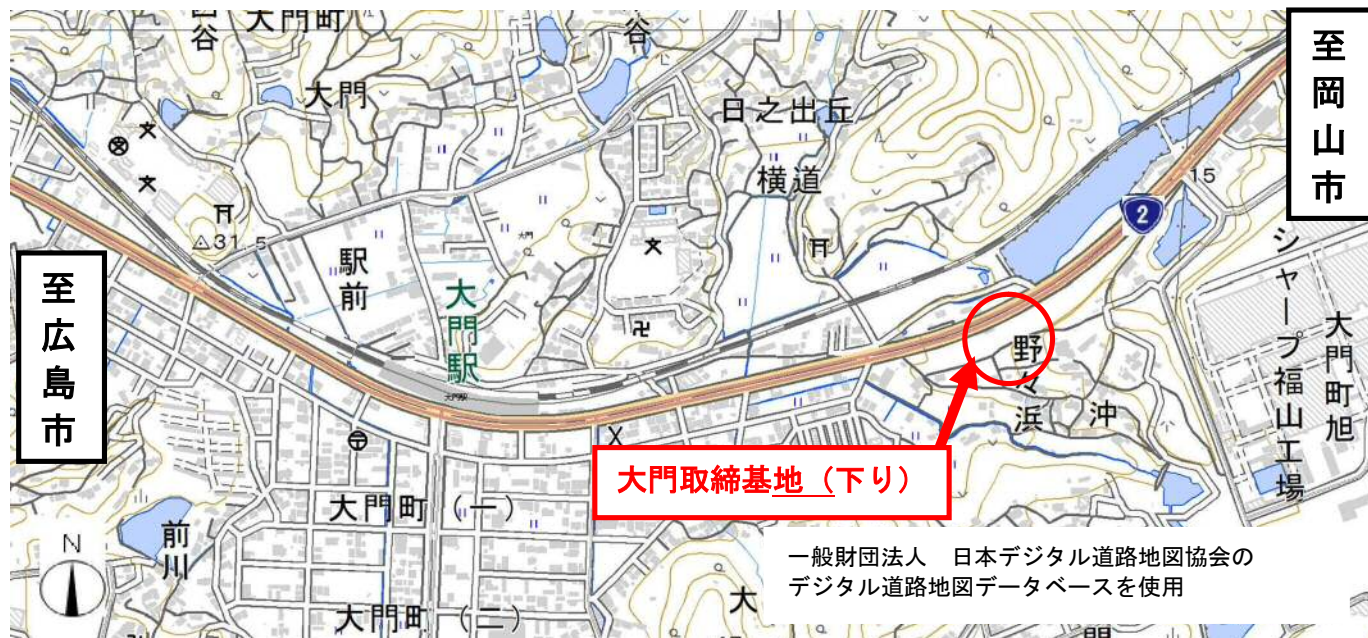 大門町
谷
谷
大門
日之出丘
横道
至岡山市
2
15
31.5
駅前
大門駅
大門
大門駅
至広島市
野々浜
沖
シャープ福山工場
大門町旭
大門取締基地（下り）
大門町（一）
前川
N
大門町（二）
大
一般財団法人　日本デジタル道路地図協会の
デジタル道路地図データベースを使用